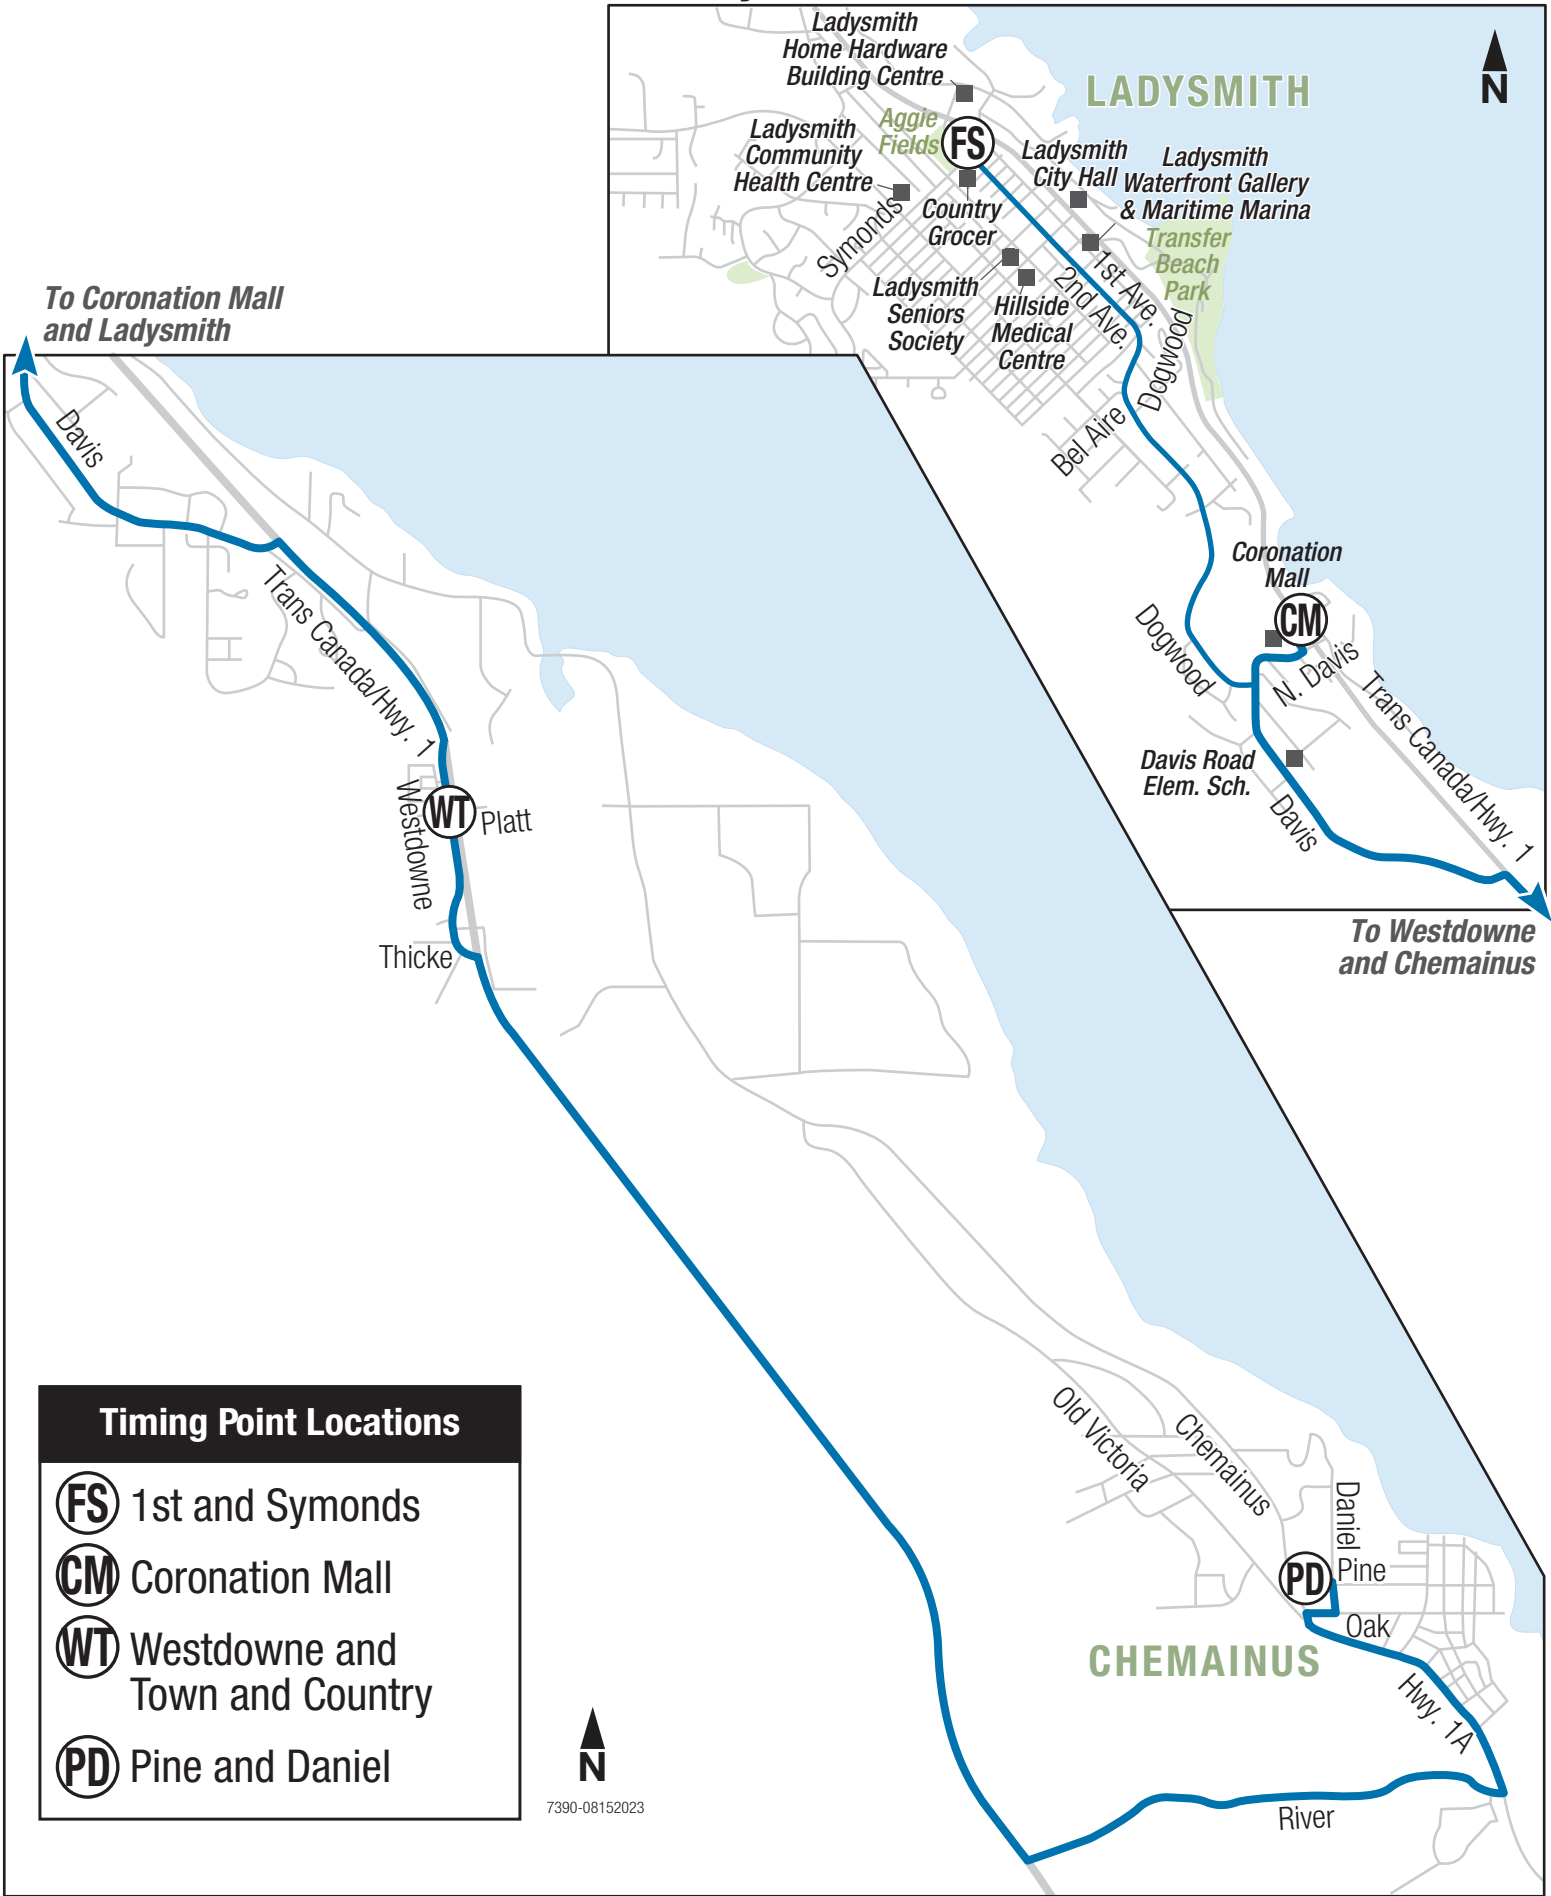 Ladysmith
Home Hardware
Building Centre
LADYSMITH
N
Aggie
Fields
FS
Ladysmith
Community
Health Centre
Ladysmith
City Hall
Ladysmith
Waterfront Gallery
& Maritime Marina
Country
Grocer
Symonds
Transfer
Beach
Park
1st Ave.
2nd Ave.
Ladysmith
Seniors
Society
Hillside
Medical
Centre
Dogwood
Bel Aire
Coronation
Mall
CM
Dogwood
N. Davis
Trans Canada/Hwy. 1
Davis Road
Elem. Sch.
Davis
To Westdowne
and Chemainus
To Coronation Mall
and Ladysmith
Davis
Trans Canada/Hwy. 1
Westdowne
WT
Platt
Thicke
Old Victoria
Chemainus
Daniel
PD
Pine
Oak
CHEMAINUS
Hwy. 1A
River
Timing Point Locations
FS 1st and Symonds
CM Coronation Mall
WT Westdowne and
Town and Country
PD Pine and Daniel
N
7390-08152023